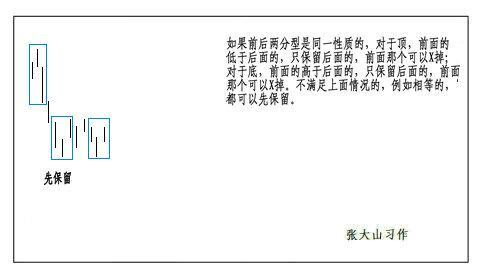 如果前后两分型是同一性质的，对于顶，前面的
低于后面的，只保留后面的，前面那个可以X掉；
对于底，前面的高于后面的，只保留后面的，前面
那个可以X掉。不满足上面情况的，例如相等的，
都可以先保留。
先保留
张大山习作